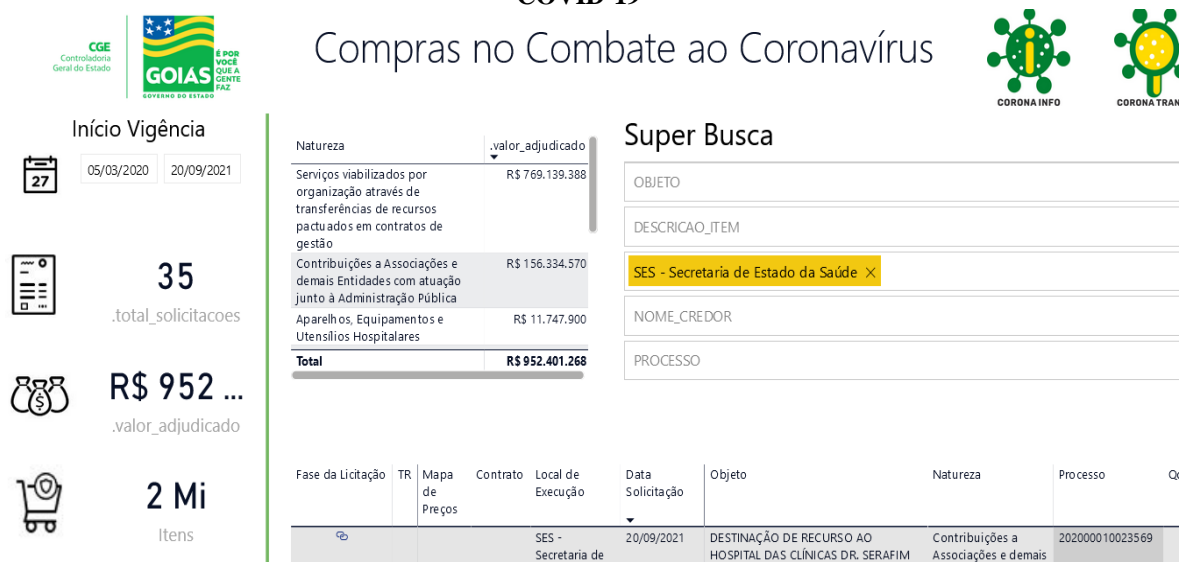 COVID 19
CGE
Controladoria
Geral do Estado
GOIÁS
GOVERNO DO ESTADO
É POR
VOCÊ
QUE A
GENTE
FAZ
Compras no Combate ao Coronavírus
CORONA INFO
CORONA TRAN
Início Vigência
27
05/03/2020 20/09/2021
35
.total_solicitacoes
R$ 952 ...
.valor_adjudicado
2 Mi
Itens
Natureza .valor_adjudicado
Serviços viabilizados por R$ 769.139.388
organização através de
transferências de recursos
pactuados em contratos de
gestão
Contribuições a Associações e R$ 156.334.570
demais Entidades com atuação
junto à Administração Pública
Aparelhos, Equipamentos e R$ 11.747.900
Utensílios Hospitalares
Total R$ 952.401.268
Super Busca
OBJETO
DESCRICAO_ITEM
SES - Secretaria de Estado da Saúde ×
NOME_CREDOR
PROCESSO
Fase da Licitação TR Mapa Contrato Local de Data Objeto Natureza Processo
de Execução Solicitação
Preços
SES - 20/09/2021 DESTINAÇÃO DE RECURSO AO Contribuições a 202000010023569
Secretaria de HOSPITAL DAS CLÍNICAS DR. SERAFIM Associações e demais